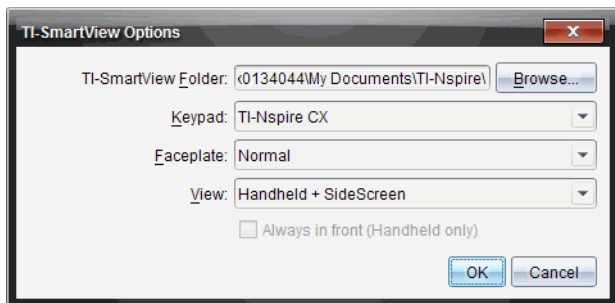 TI-SmartView Options
TI-SmartView Folder: x0134044\My Documents\TI-Nspire\ Browse...
Keypad: TI-Nspire CX
Faceplate: Normal
View: Handheld + SideScreen
Always in front (Handheld only)
OK Cancel